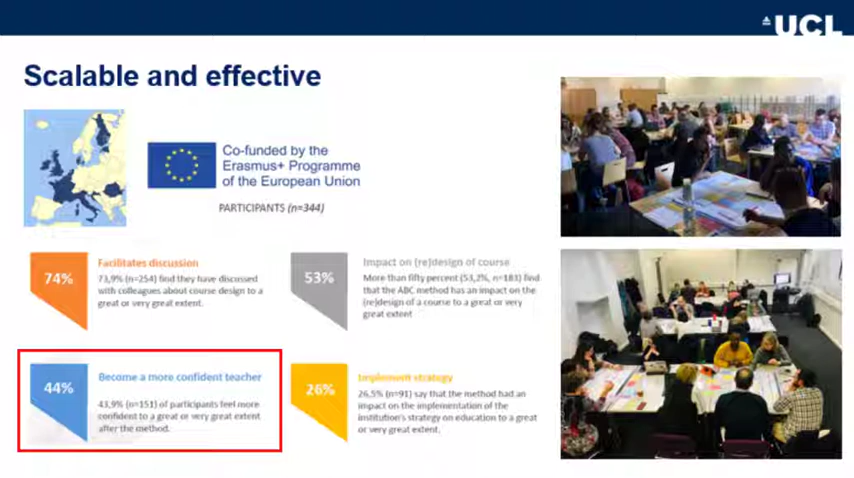 UCL
Scalable and effective
Co-funded by the
Erasmus+ Programme
of the European Union
PARTICIPANTS (n=344)
74%
Facilitates discussion
73,9% (n=254) find they have discussed
with colleagues about course design to a
great or very great extent.
53%
Impact on (re)design of course
More than fifty percent (53,2%, n=183) find
that the ABC method has an impact on the
(re)design of a course to a great or very
great extent
44%
Become a more confident teacher
43,9% (n=151) of participants feel more
confident to a great or very great extent
after the method.
26%
Implement strategy
26,5% (n=91) say that the method had an
impact on the implementation of the
institution's strategy on education to a great
or very great extent.